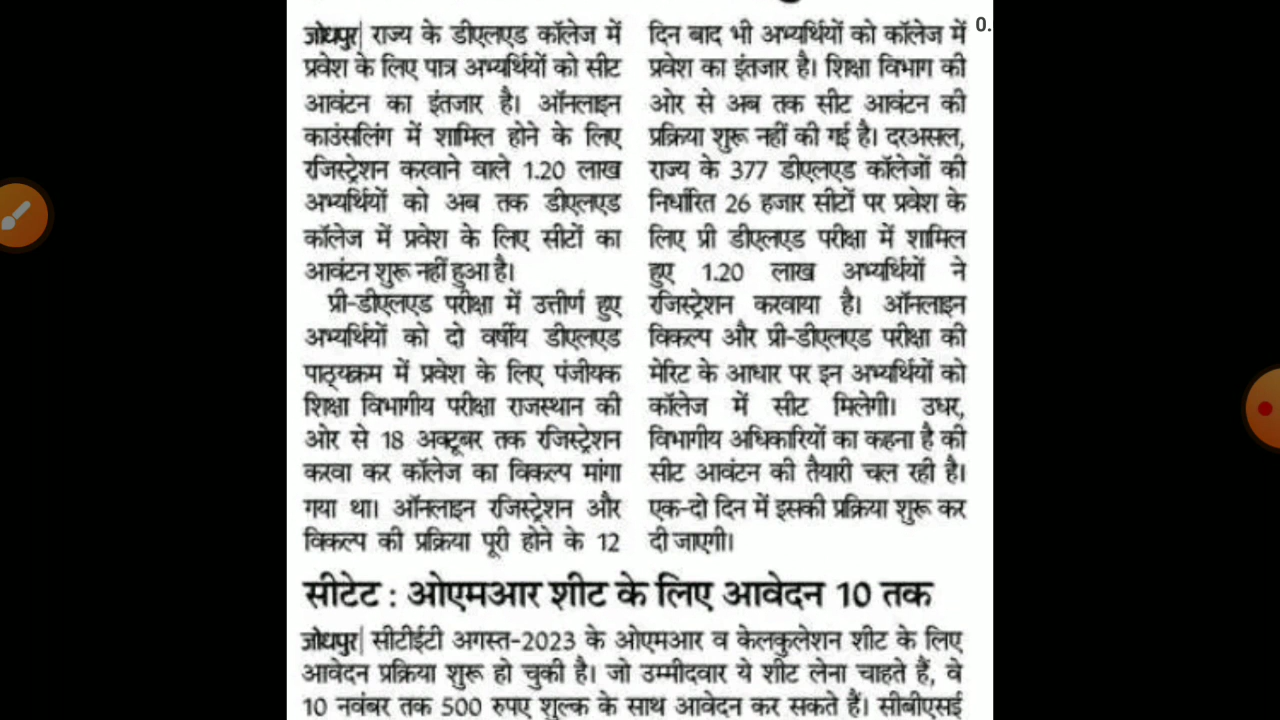 जोधपुर| राज्य के डीएलएड कॉलेज में
प्रवेश के लिए पात्र अभ्यर्थियों को सीट
आवंटन का इंतजार है। ऑनलाइन
काउंसलिंग में शामिल होने के लिए
रजिस्ट्रेशन करवाने वाले 1.20 लाख
अभ्यर्थियों को अब तक डीएलएड
कॉलेज में प्रवेश के लिए सीटों का
आवंटन शुरू नहीं हुआ है।
प्री-डीएलएड परीक्षा में उत्तीर्ण हुए
अभ्यर्थियों को दो वर्षीय डीएलएड
पाठ्यक्रम में प्रवेश के लिए पंजीयक
शिक्षा विभागीय परीक्षा राजस्थान की
ओर से 18 अक्टूबर तक रजिस्ट्रेशन
करवा कर कॉलेज का विकल्प मांगा
गया था। ऑनलाइन रजिस्ट्रेशन और
विकल्प की प्रक्रिया पूरी होने के 12
दिन बाद भी अभ्यर्थियों को कॉलेज में
प्रवेश का इंतजार है। शिक्षा विभाग की
ओर से अब तक सीट आवंटन की
प्रक्रिया शुरू नहीं की गई है। दरअसल,
राज्य के 377 डीएलएड कॉलेजों की
निर्धारित 26 हजार सीटों पर प्रवेश के
लिए प्री डीएलएड परीक्षा में शामिल
हुए 1.20 लाख अभ्यर्थियों ने
रजिस्ट्रेशन करवाया है। ऑनलाइन
विकल्प और प्री-डीएलएड परीक्षा की
मेरिट के आधार पर इन अभ्यर्थियों को
कॉलेज में सीट मिलेगी। उधर,
विभागीय अधिकारियों का कहना है की
सीट आवंटन की तैयारी चल रही है।
एक-दो दिन में इसकी प्रक्रिया शुरू कर
दी जाएगी।
सीटेट : ओएमआर शीट के लिए आवेदन 10 तक
जोधपुर| सीटीईटी अगस्त-2023 के ओएमआर व केलकुलेशन शीट के लिए
आवेदन प्रक्रिया शुरू हो चुकी है। जो उम्मीदवार ये शीट लेना चाहते हैं, वे
10 नवंबर तक 500 रुपए शुल्क के साथ आवेदन कर सकते हैं। सीबीएसई
0.